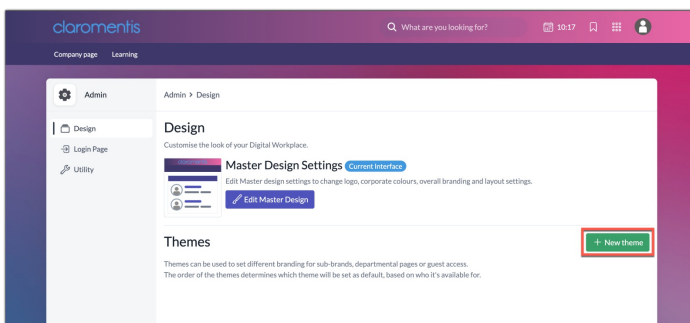 claromentis
What are you looking for?
10:17
Company page Learning
Admin
Admin > Design
Design
Login Page
Utility
Design
Customise the look of your Digital Workplace.
Master Design Settings Current Interface
Edit Master design settings to change logo, corporate colours, overall branding and layout settings.
Edit Master Design
Themes
+ New theme
Themes can be used to set different branding for sub-brands, departmental pages or guest access.
The order of the themes determines which theme will be set as default, based on who it's available for.